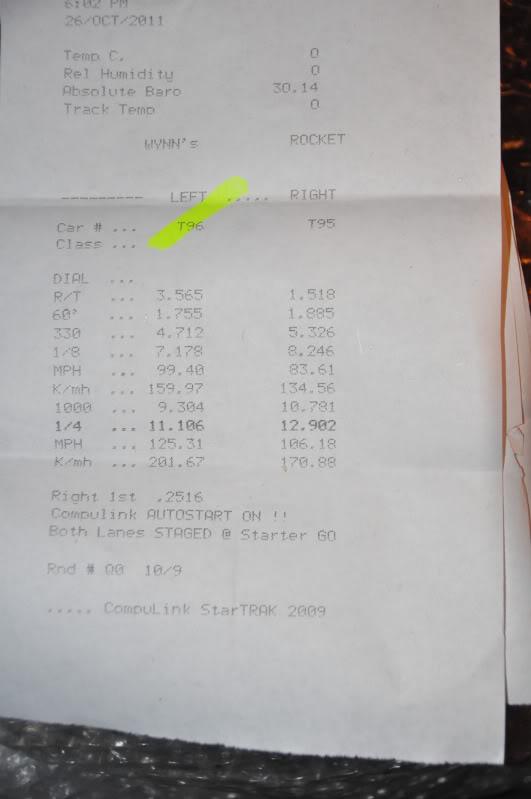 6:02 PM
26/OCT/2011
Temp C. 0
Rel Humidity 0
Absolute Baro 30.14
Track Temp 0
WYNN's ROCKET
--------- LEFT ..... RIGHT
Car # ... T96 T95
Class ...
DIAL ...
R/T ... 3.565 1.518
60' ... 1.755 1.885
330 ... 4.712 5.326
1/8 ... 7.178 8.246
MPH ... 99.40 83.61
K/mh ... 159.97 134.56
1000 ... 9.304 10.781
1/4 ... 11.106 12.902
MPH ... 125.31 106.18
K/mh ... 201.67 170.88
Right 1st .2516
Compulink AUTOSTART ON !!
Both Lanes STAGED @ Starter GO
Rnd # Q0 10/9
..... CompuLink StarTRAK 2009